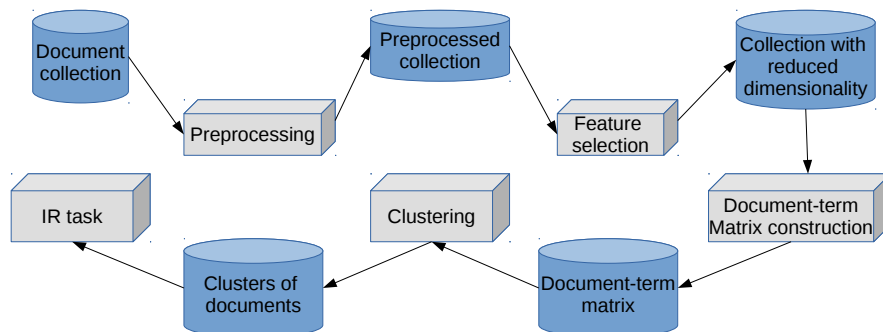 Document
collection
Preprocessing
Preprocessed
collection
Feature
selection
Collection with
reduced
dimensionality
Document-term
Matrix construction
Document-term
matrix
Clustering
Clusters of
documents
IR task